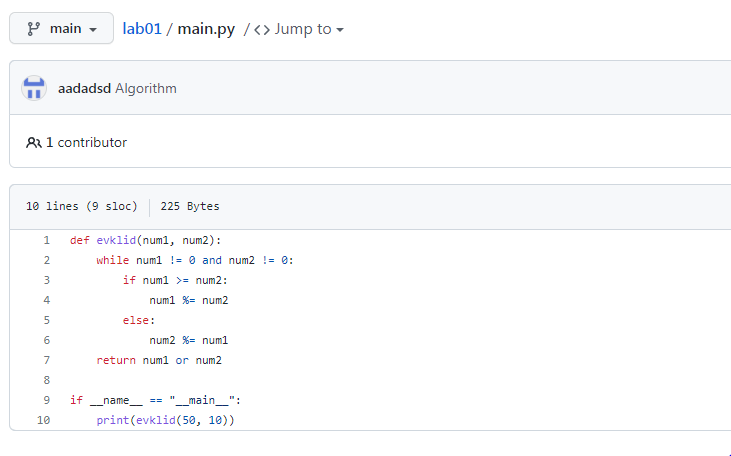 main
lab01 / main.py / <> Jump to
aadadsd Algorithm
1 contributor
10 lines (9 sloc) 225 Bytes
1 def evklid(num1, num2):
2     while num1 != 0 and num2 != 0:
3         if num1 >= num2:
4             num1 %= num2
5         else:
6             num2 %= num1
7     return num1 or num2
8
9 if __name__ == "__main__":
10     print(evklid(50, 10))